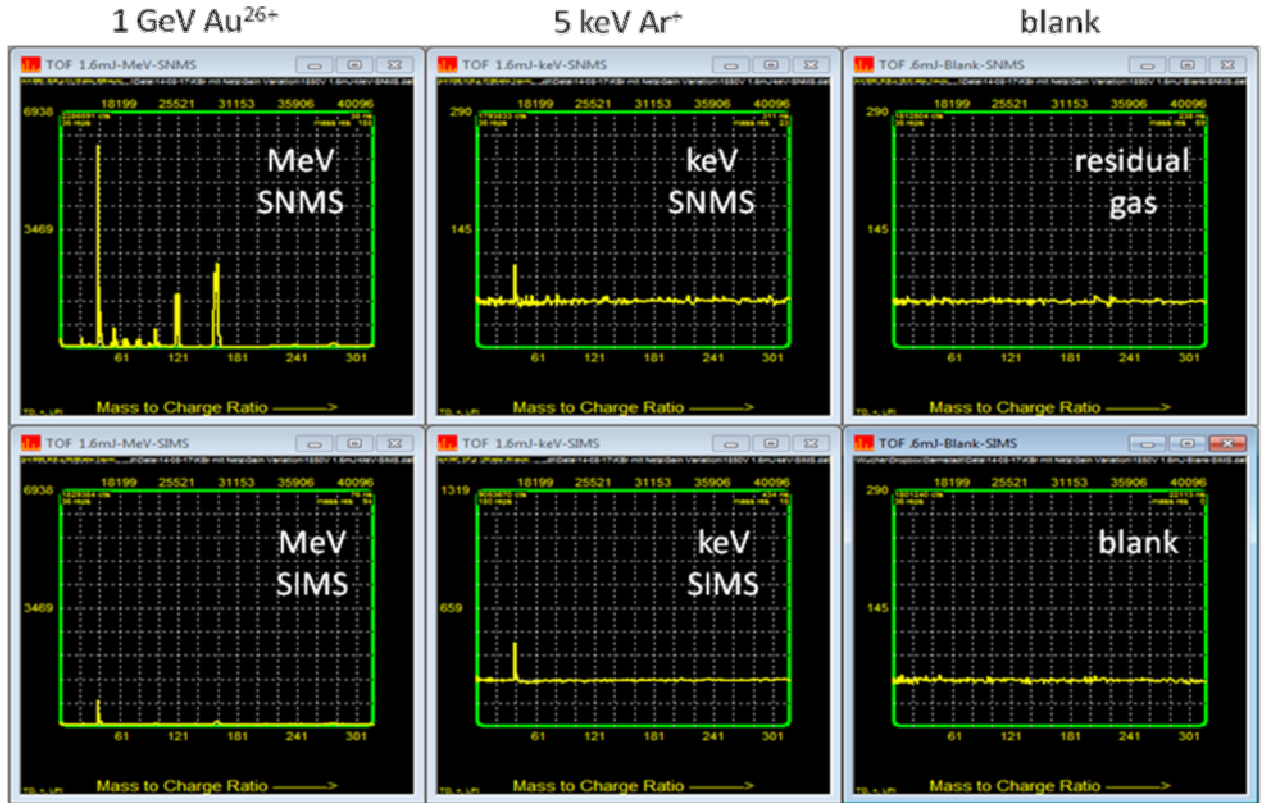 1 GeV Au26+
5 keV Ar+
blank
TOF 1.6mJ-MeV-SNMS
TOF 1.6mJ-keV-SNMS
TOF .6mJ-Blank-SNMS
18199 25521 31153 35906 40096
6938
3469
MeV
SNMS
61 121 181 241 301
Mass to Charge Ratio ———>
18199 25521 31153 35906 40096
290
145
keV
SNMS
61 121 181 241 301
Mass to Charge Ratio ———>
18199 25521 31153 35906 40096
290
145
residual
gas
61 121 181 241 301
Mass to Charge Ratio ———>
TOF 1.6mJ-MeV-SIMS
TOF 1.6mJ-keV-SIMS
TOF .6mJ-Blank-SIMS
18199 25521 31153 35906 40096
6938
3469
MeV
SIMS
61 121 181 241 301
Mass to Charge Ratio ———>
18199 25521 31153 35906 40096
1319
659
keV
SIMS
61 121 181 241 301
Mass to Charge Ratio ———>
18199 25521 31153 35906 40096
290
145
blank
61 121 181 241 301
Mass to Charge Ratio ———>